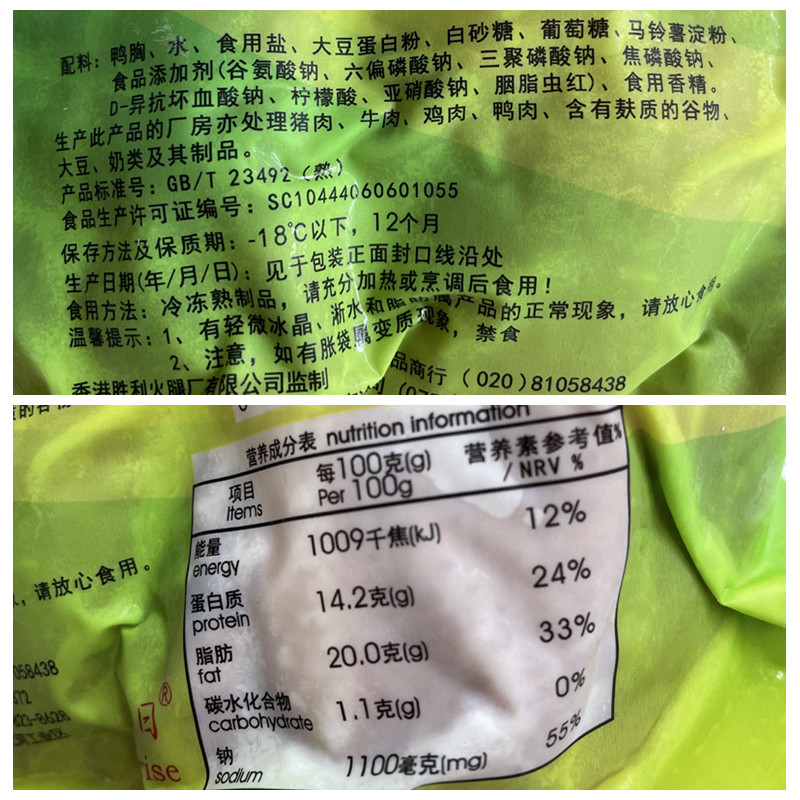 配料：鸭胸、水、食用盐、大豆蛋白粉、白砂糖、葡萄糖、马铃薯淀粉、
食品添加剂(谷氨酸钠、六偏磷酸钠、三聚磷酸钠、焦磷酸钠、
D-异抗坏血酸钠、柠檬酸、亚硝酸钠、胭脂虫红)、食用香精。
生产此产品的厂房亦处理猪肉、牛肉、鸡肉、鸭肉、含有麸质的谷物、
大豆、奶类及其制品。
产品标准号：GB/T 23492（熟）
食品生产许可证编号：SC10444060601055
保存方法及保质期：-18℃以下，12个月
生产日期(年/月/日)：见于包装正面封口线沿处
食用方法：冷冻熟制品，请充分加热或烹调后食用！
温馨提示：1、有轻微冰晶、淅水和脂肪属产品的正常现象，请放心食用。
2、注意，如有胀袋属变质现象，禁食
香港胜利火腿厂有限公司监制
品商行（020）81058438
营养成分表 nutrition information
项目 每100克(g) 营养素参考值%
Items Per 100g / NRV %
能量 1009千焦(kJ) 12%
energy
蛋白质 14.2克(g) 24%
protein
脂肪 20.0克(g) 33%
fat
碳水化合物 1.1克(g) 0%
carbohydrate
钠 1100毫克(mg) 55%
sodium
，请放心食用。
058438
372
823-8628
日®
rise